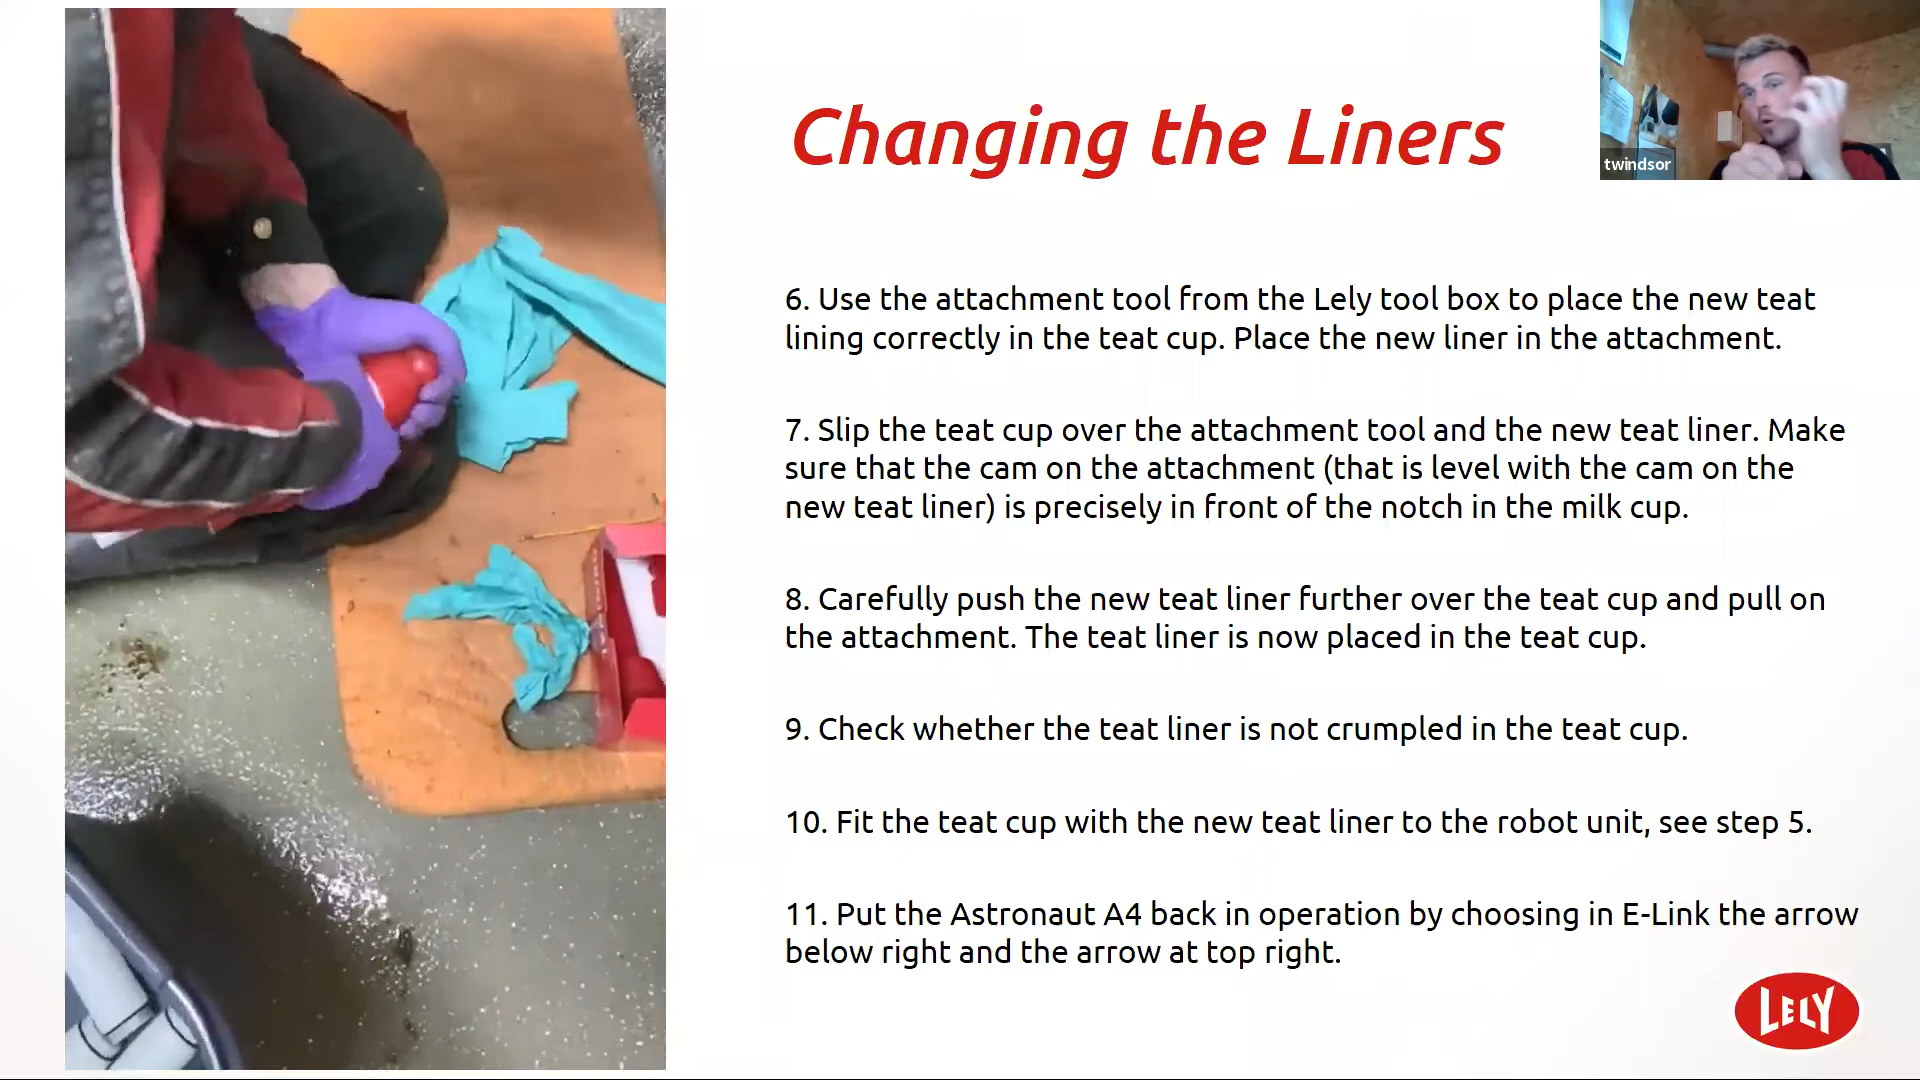 Changing the Liners
twindsor
6. Use the attachment tool from the Lely tool box to place the new teat
lining correctly in the teat cup. Place the new liner in the attachment.
7. Slip the teat cup over the attachment tool and the new teat liner. Make
sure that the cam on the attachment (that is level with the cam on the
new teat liner) is precisely in front of the notch in the milk cup.
8. Carefully push the new teat liner further over the teat cup and pull on
the attachment. The teat liner is now placed in the teat cup.
9. Check whether the teat liner is not crumpled in the teat cup.
10. Fit the teat cup with the new teat liner to the robot unit, see step 5.
11. Put the Astronaut A4 back in operation by choosing in E-Link the arrow
below right and the arrow at top right.
LELY